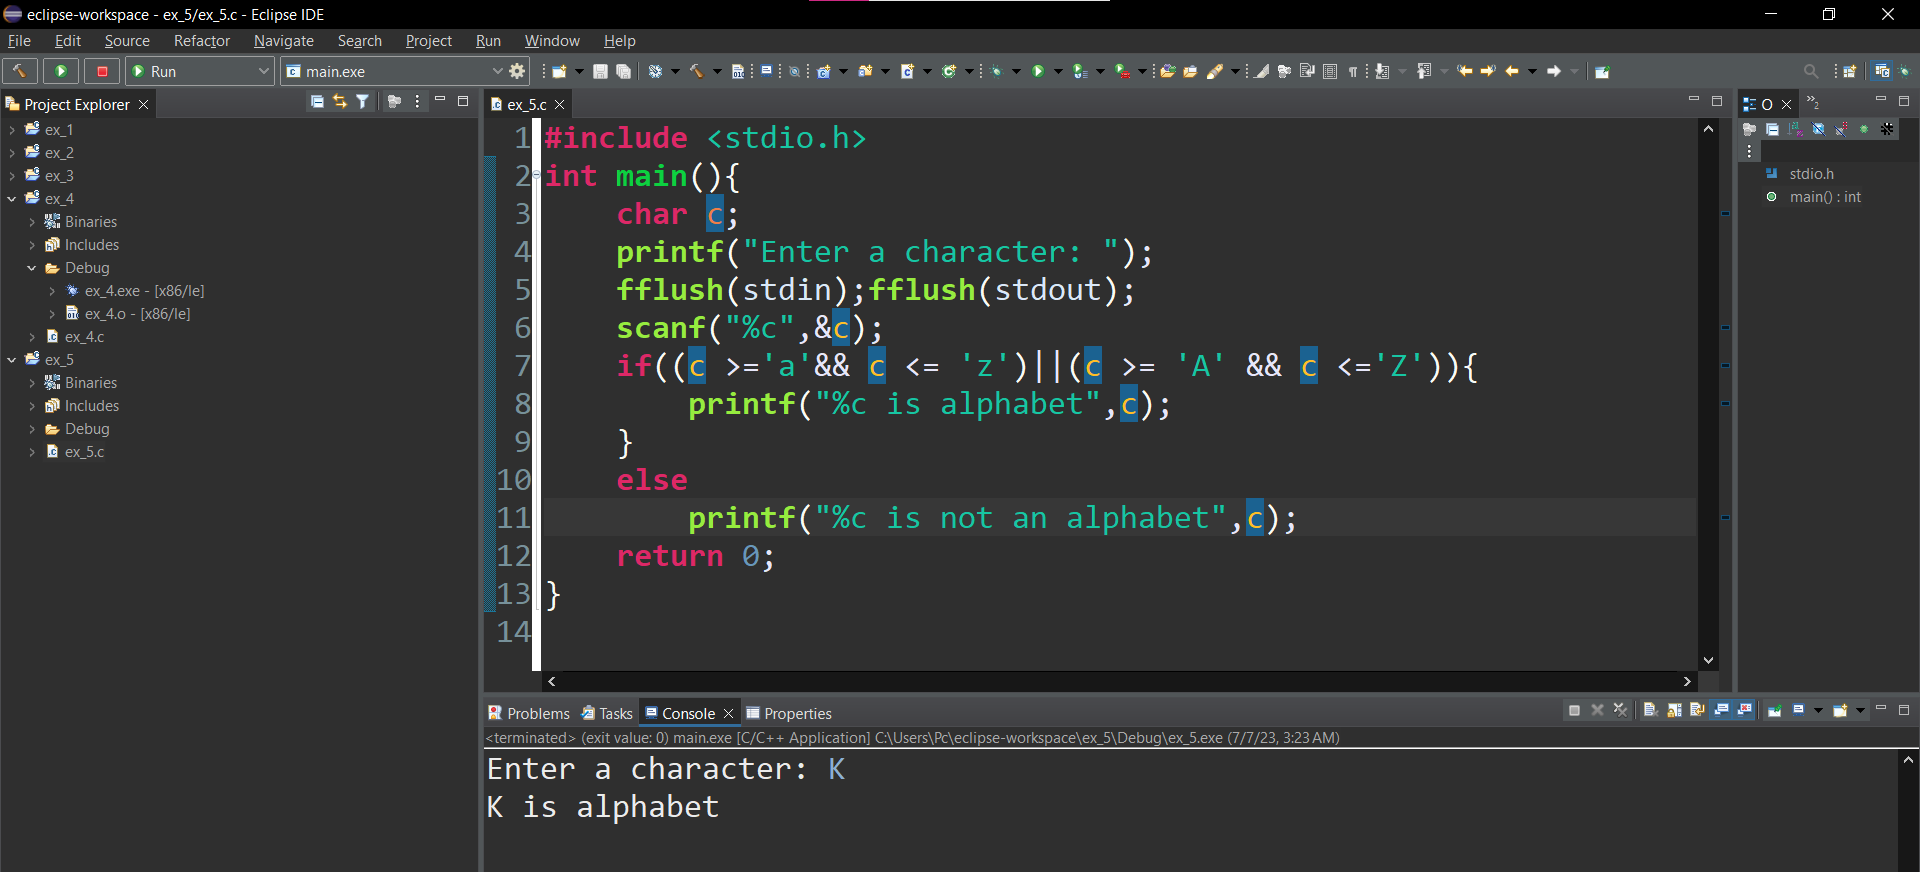 eclipse-workspace - ex_5/ex_5.c - Eclipse IDE
File Edit Source Refactor Navigate Search Project Run Window Help
Run main.exe
Project Explorer
ex_1
ex_2
ex_3
ex_4
Binaries
Includes
Debug
ex_4.exe - [x86/le]
ex_4.o - [x86/le]
ex_4.c
ex_5
Binaries
Includes
Debug
ex_5.c
ex_5.c
1 #include <stdio.h>
2 int main(){
3 char c;
4 printf("Enter a character: ");
5 fflush(stdin);fflush(stdout);
6 scanf("%c",&c);
7 if((c >='a'&& c <= 'z')||(c >= 'A' && c <='Z')){
8 printf("%c is alphabet",c);
9 }
10 else
11 printf("%c is not an alphabet",c);
12 return 0;
13 }
14
O 2
stdio.h
main() : int
Problems Tasks Console Properties
<terminated> (exit value: 0) main.exe [C/C++ Application] C:\Users\Pc\eclipse-workspace\ex_5\Debug\ex_5.exe (7/7/23, 3:23 AM)
Enter a character: K
K is alphabet